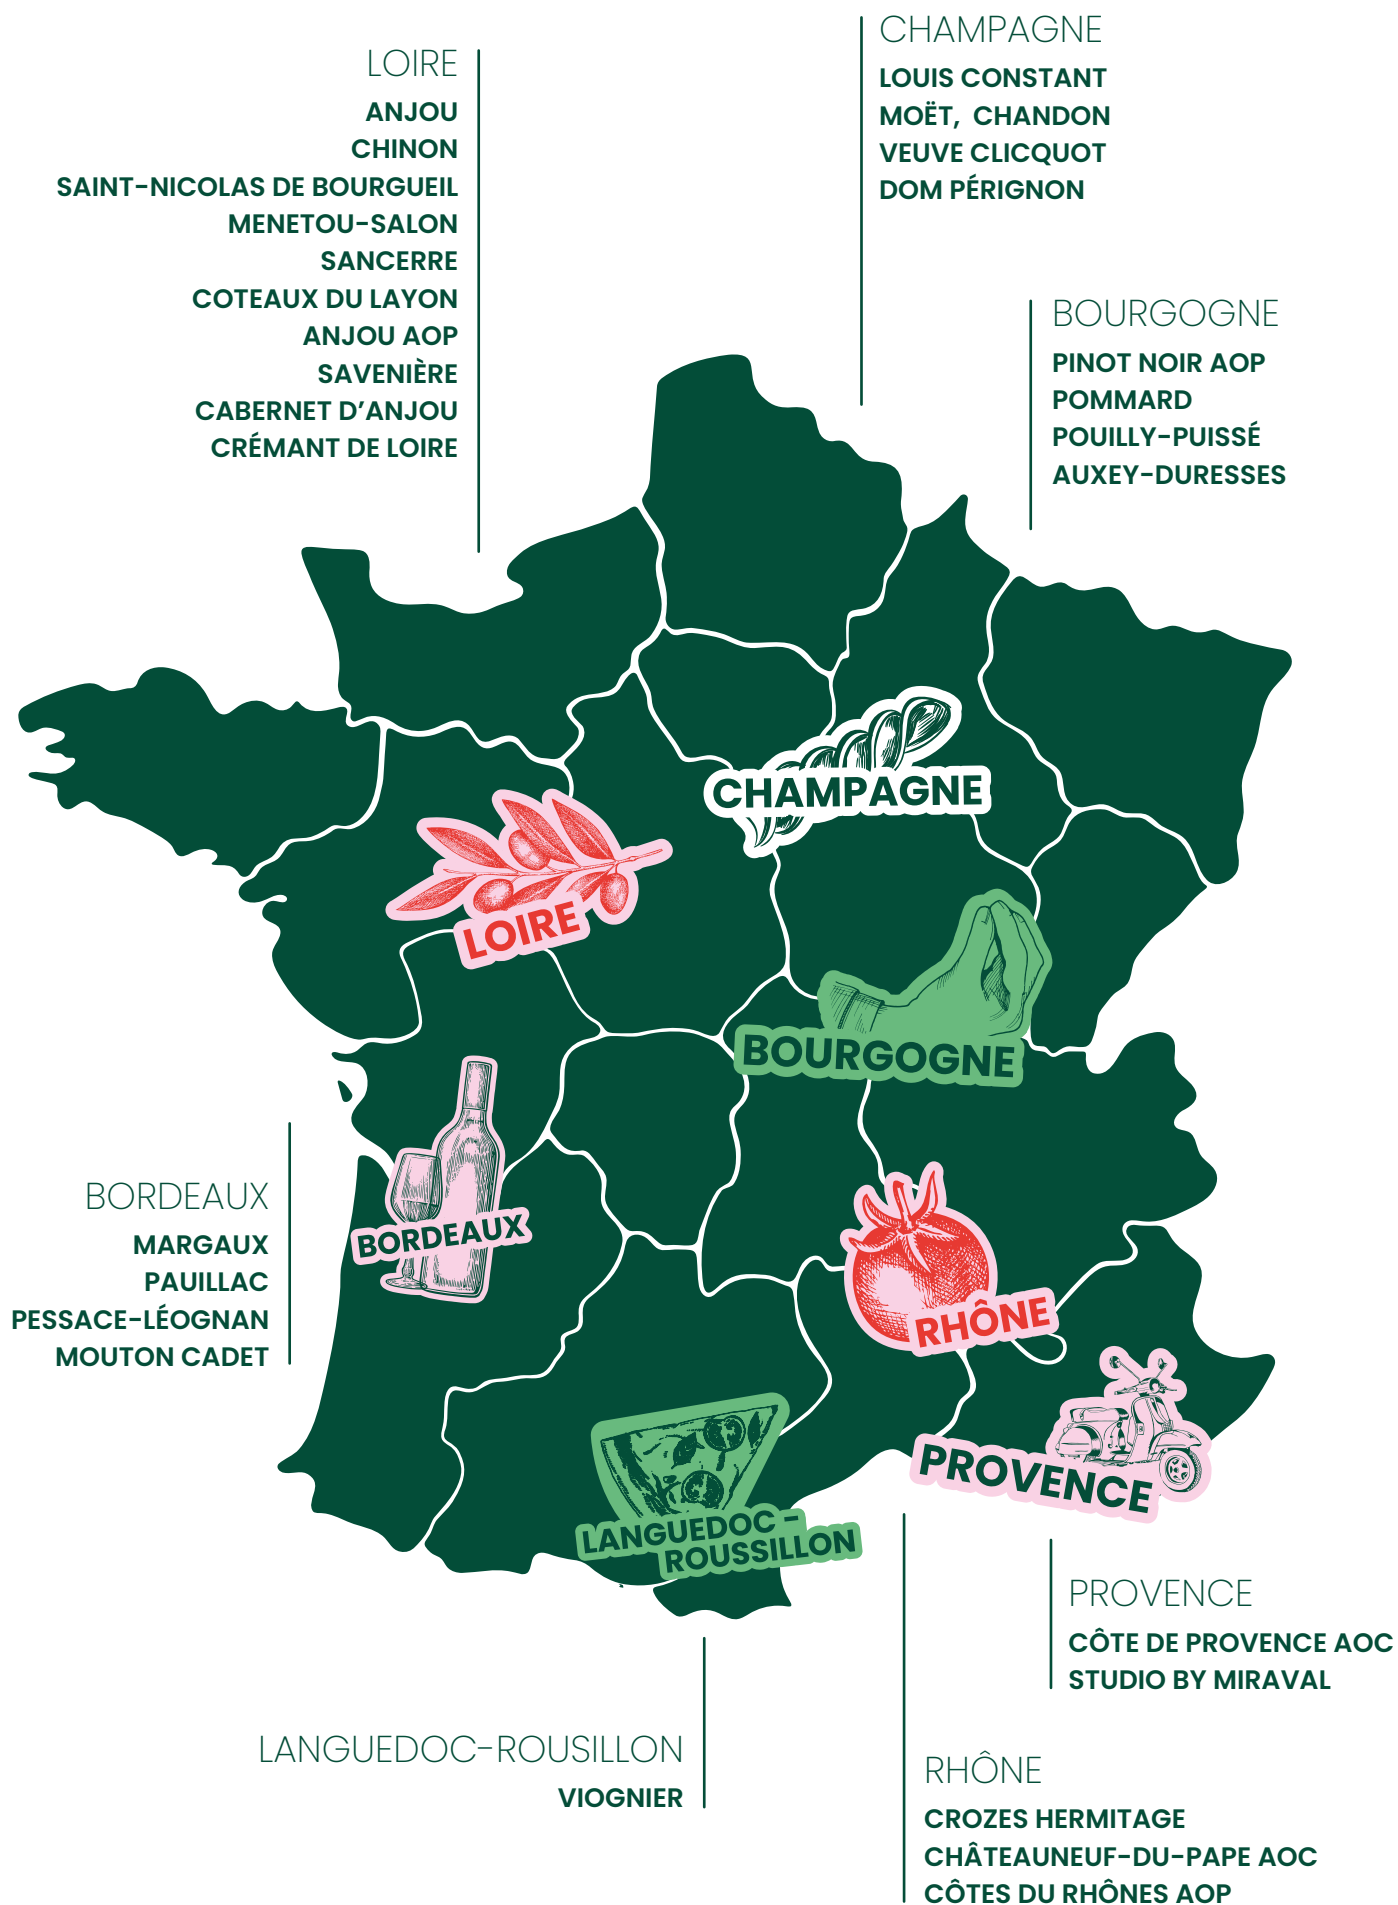 CHAMPAGNE
LOUIS CONSTANT
MOËT, CHANDON
VEUVE CLICQUOT
DOM PÉRIGNON
LOIRE
ANJOU
CHINON
SAINT-NICOLAS DE BOURGUEIL
MENETOU-SALON
SANCERRE
COTEAUX DU LAYON
ANJOU AOP
SAVENIÈRE
CABERNET D’ANJOU
CRÉMANT DE LOIRE
BOURGOGNE
PINOT NOIR AOP
POMMARD
POUILLY-PUISSÉ
AUXEY-DURESSES
CHAMPAGNE
LOIRE
BOURGOGNE
BORDEAUX
MARGAUX
PAUILLAC
PESSACE-LÉOGNAN
MOUTON CADET
BORDEAUX
RHÔNE
PROVENCE
LANGUEDOC-
ROUSSILLON
PROVENCE
CÔTE DE PROVENCE AOC
STUDIO BY MIRAVAL
LANGUEDOC-ROUSILLON
VIOGNIER
RHÔNE
CROZES HERMITAGE
CHÂTEAUNEUF-DU-PAPE AOC
CÔTES DU RHÔNES AOP